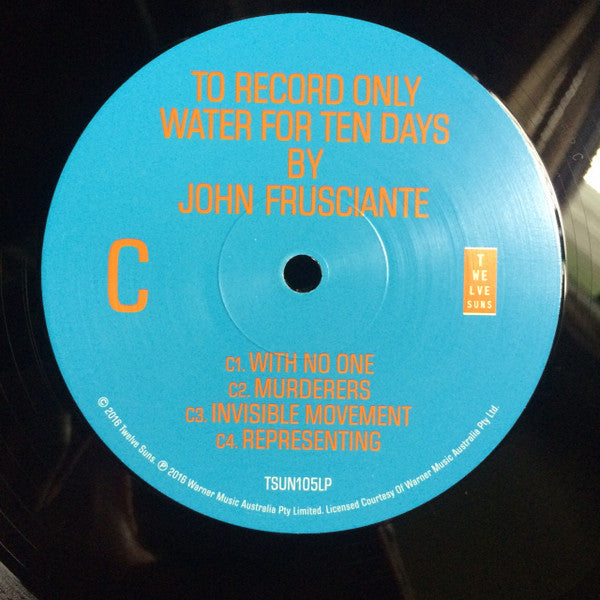 TO RECORD ONLY
WATER FOR TEN DAYS
BY
JOHN FRUSCIANTE
C
T
WE
LVE
SUNS
C1. WITH NO ONE
C2. MURDERERS
C3. INVISIBLE MOVEMENT
C4. REPRESENTING
TSUN105LP
© 2016 Twelve Suns. ℗ 2016 Warner Music Australia Pty Limited. Licensed Courtesy Of Warner Music Australia Pty Ltd.